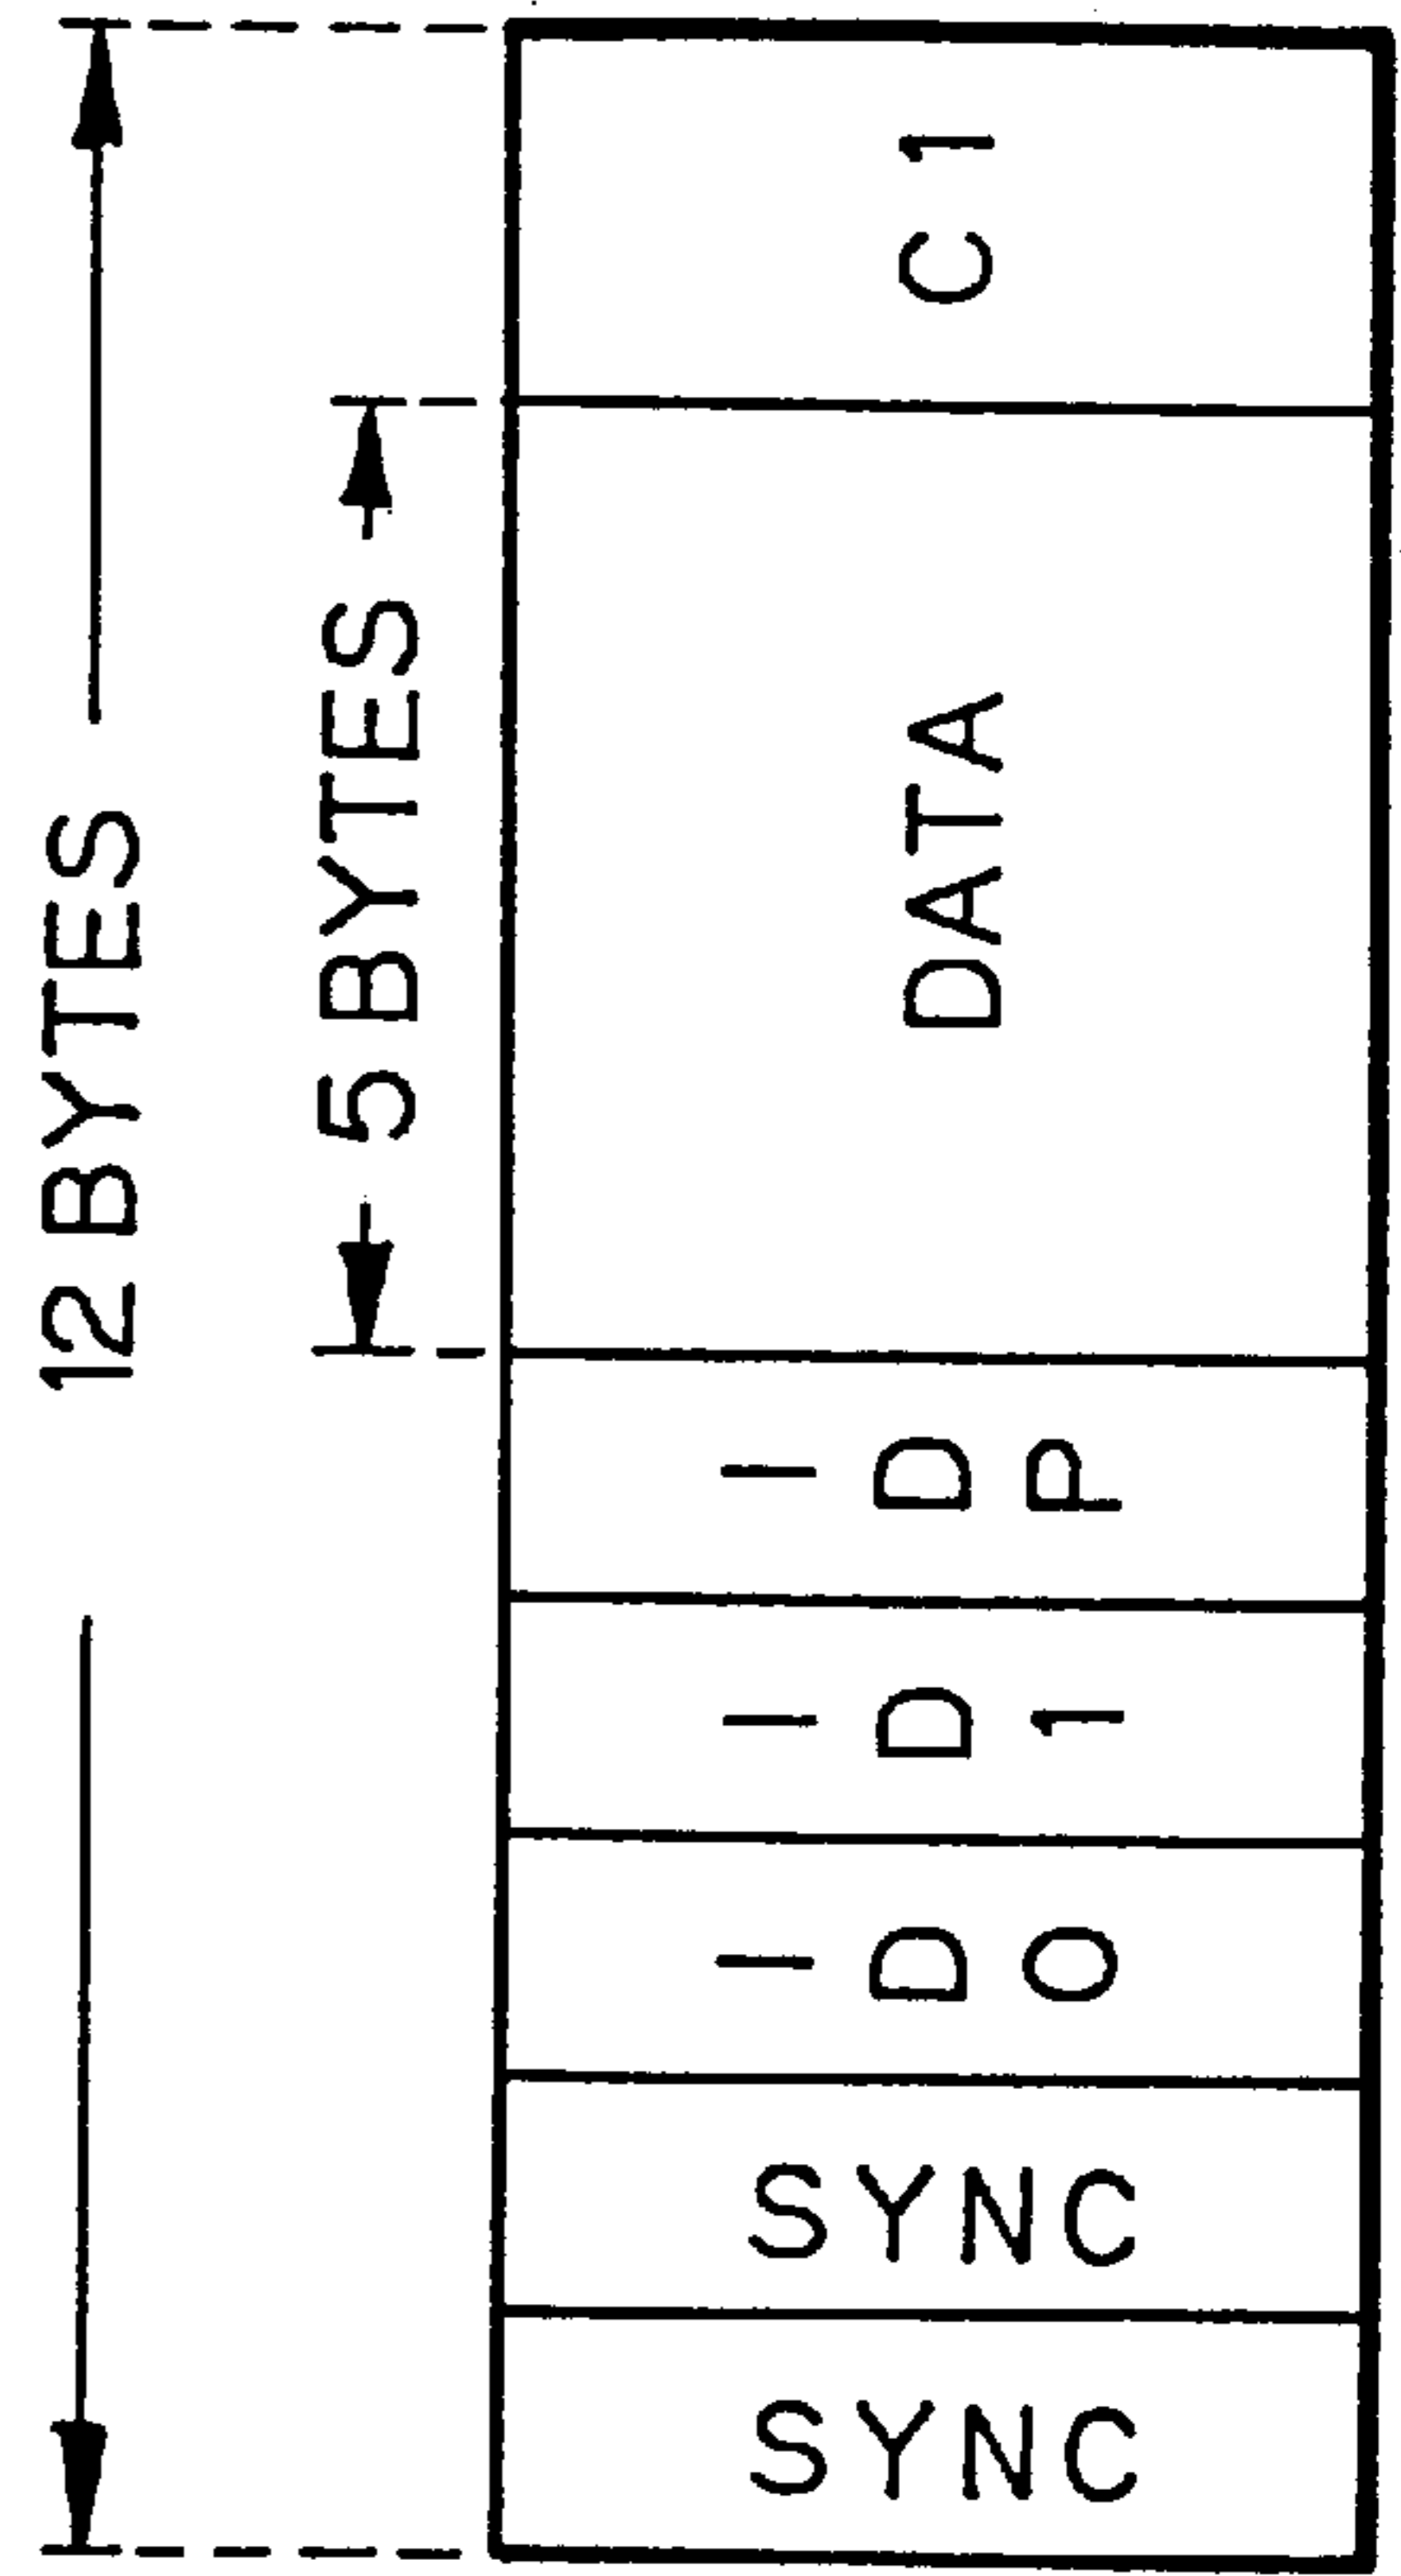 12 BYTES
5 BYTES
SYNC
SYNC
ID0
ID1
IDP
DATA
C1